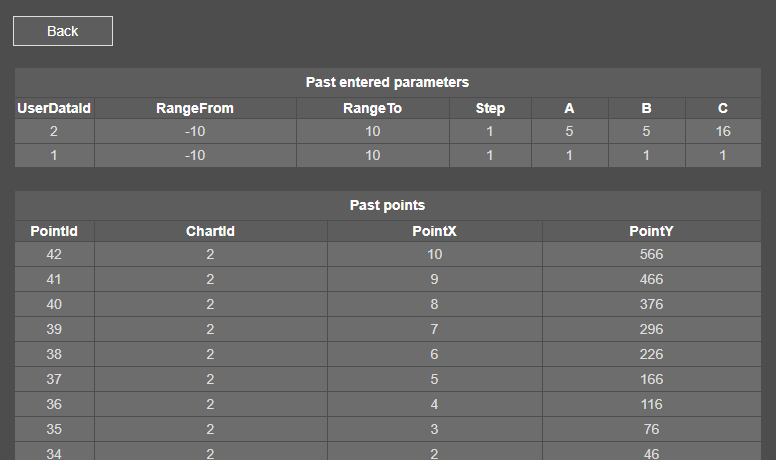 Back
Past entered parameters
UserDataId RangeFrom RangeTo Step A B C
2 -10 10 1 5 5 16
1 -10 10 1 1 1 1
Past points
PointId ChartId PointX PointY
42 2 10 566
41 2 9 466
40 2 8 376
39 2 7 296
38 2 6 226
37 2 5 166
36 2 4 116
35 2 3 76
34 2 2 46